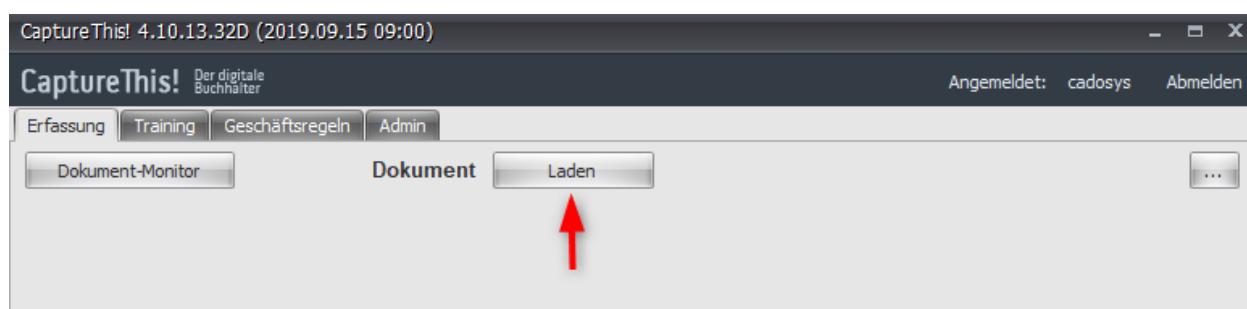 CaptureThis! 4.10.13.32D (2019.09.15 09:00)
CaptureThis! Der digitale
Buchhalter
Angemeldet: cadosys Abmelden
Erfassung Training Geschäftsregeln Admin
Dokument-Monitor Dokument Laden ...